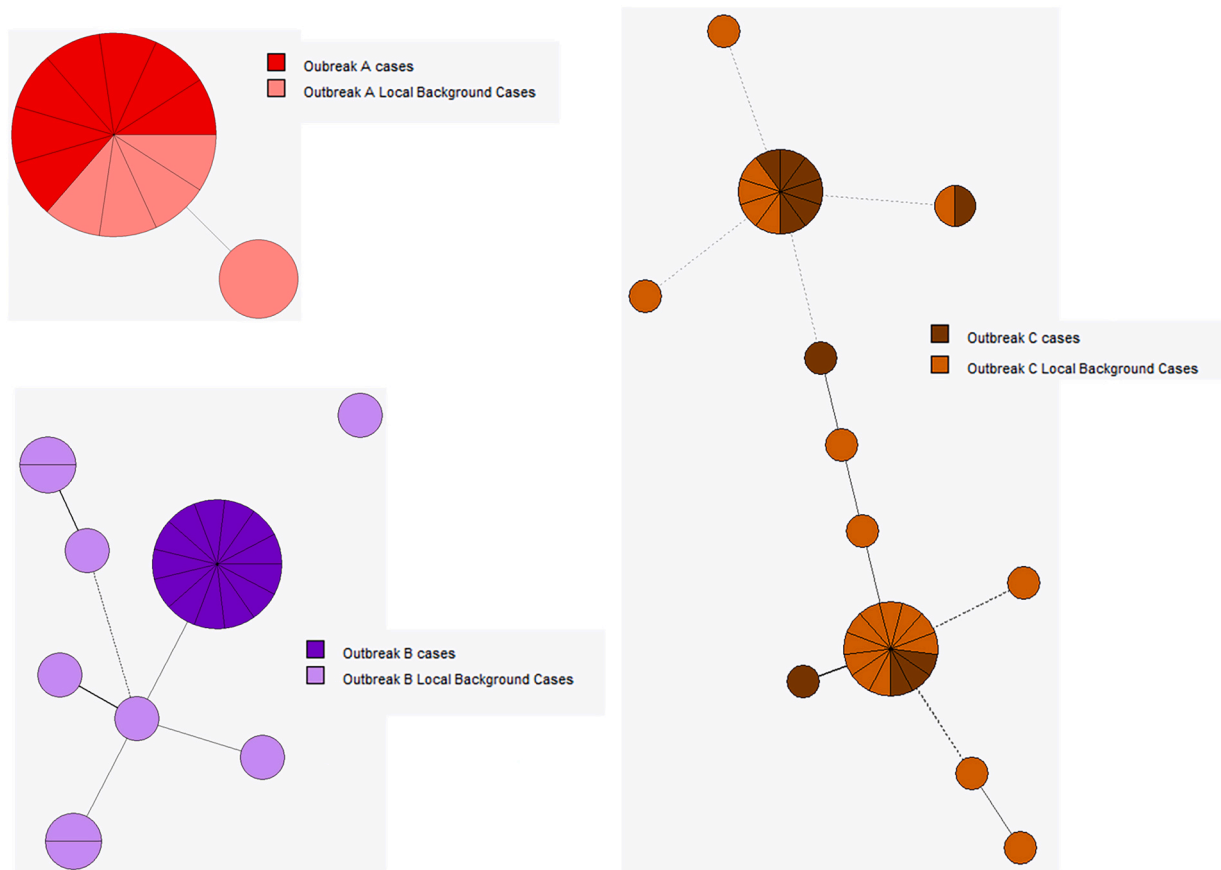 Oubreak A cases
Outbreak A Local Background Cases
Outbreak B cases
Outbreak B Local Background Cases
Outbreak C cases
Outbreak C Local Background Cases